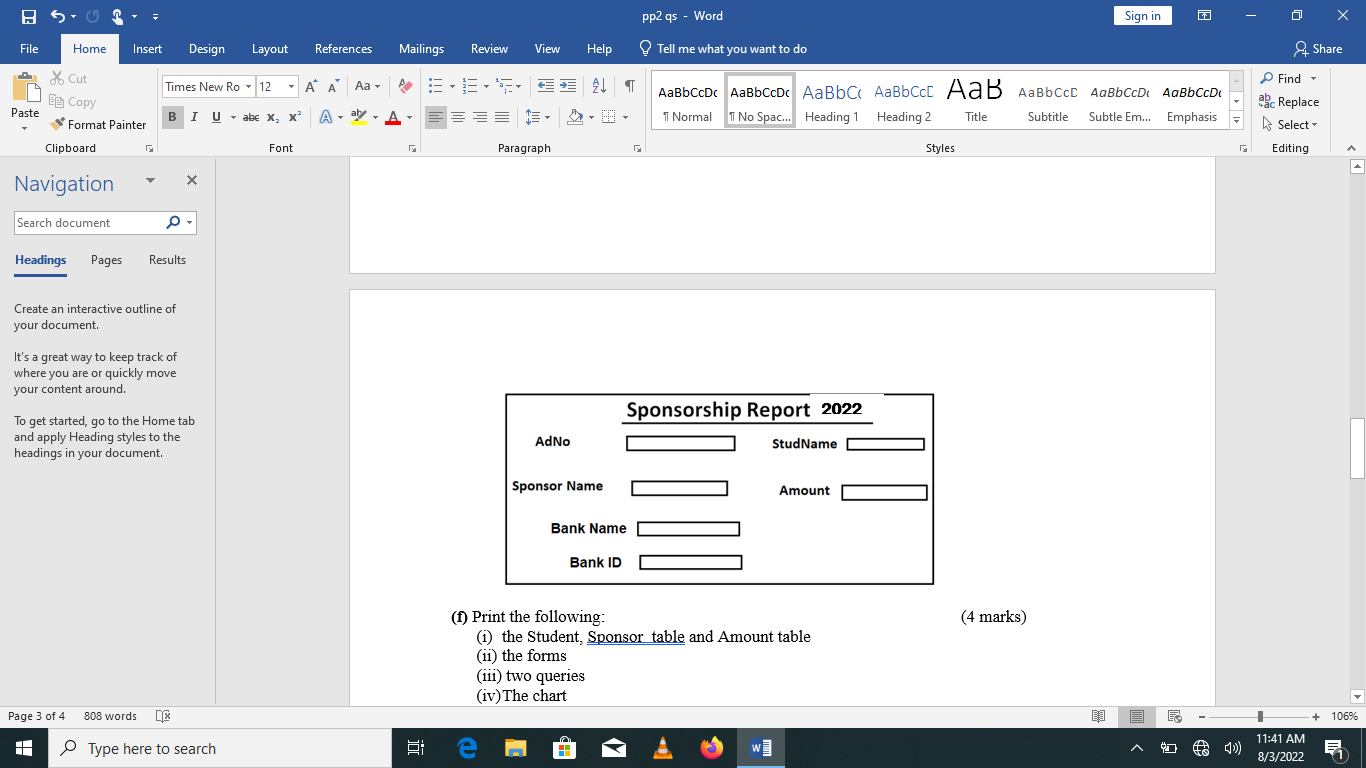 pp2 qs - Word
Sign in
File Home Insert Design Layout References Mailings Review View Help Tell me what you want to do Share
Paste
Cut
Copy
Format Painter
Clipboard
Times New Ro 12 A A Aa
B I U abc x₂ x² A aby A
Font
Paragraph
AaBbCcDc AaBbCcDc AaBbCc AaBbCcE AaB AaBbCcD AaBbCcDc AaBbCcDc
¶ Normal ¶ No Spac... Heading 1 Heading 2 Title Subtitle Subtle Em... Emphasis
Styles
Find
Replace
Select
Editing
Navigation
Search document
Headings Pages Results
Create an interactive outline of
your document.
It's a great way to keep track of
where you are or quickly move
your content around.
To get started, go to the Home tab
and apply Heading styles to the
headings in your document.
Sponsorship Report 2022
AdNo StudName
Sponsor Name Amount
Bank Name
Bank ID
(f) Print the following: (4 marks)
(i) the Student, Sponsor table and Amount table
(ii) the forms
(iii) two queries
(iv)The chart
Page 3 of 4 808 words 106%
Type here to search
11:41 AM
8/3/2022
1